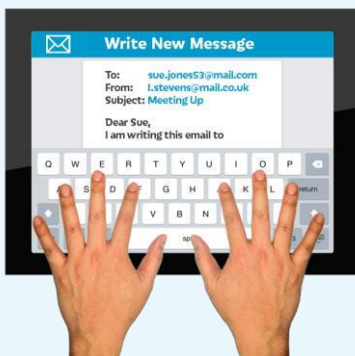 Write New Message
To: sue.jones53@mail.com
From: l.stevens@mail.co.uk
Subject: Meeting Up
Dear Sue,
I am writing this email to
Q W E R T Y U I O P
S D F G H K L return
V B N